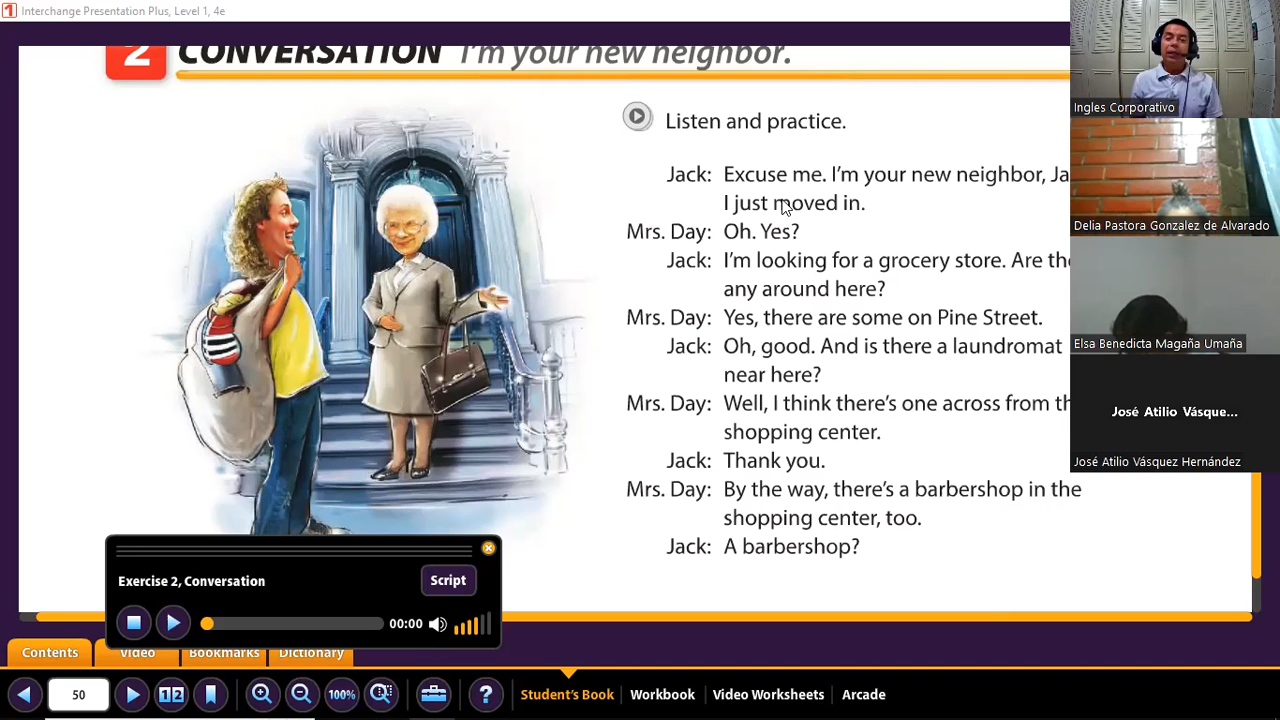 Interchange Presentation Plus, Level 1, 4e
2 CONVERSATION I'm your new neighbor.
Listen and practice.
Jack: Excuse me. I'm your new neighbor,
I just moved in.
Mrs. Day: Oh. Yes?
Jack: I'm looking for a grocery store. Are
any around here?
Mrs. Day: Yes, there are some on Pine Street.
Jack: Oh, good. And is there a laundromat
near here?
Mrs. Day: Well, I think there's one across from
shopping center.
Jack: Thank you.
Mrs. Day: By the way, there's a barbershop in the
shopping center, too.
Jack: A barbershop?
Ingles Corporativo
Delia Pastora Gonzalez de Alvarado
Elsa Benedicta Magaña Umaña
José Atilio Vásque...
José Atilio Vásquez Hernández
Exercise 2, Conversation
Script
00:00
Contents
Video
Bookmarks
Dictionary
50
1 2
100%
?
Student's Book
Workbook
Video Worksheets
Arcade